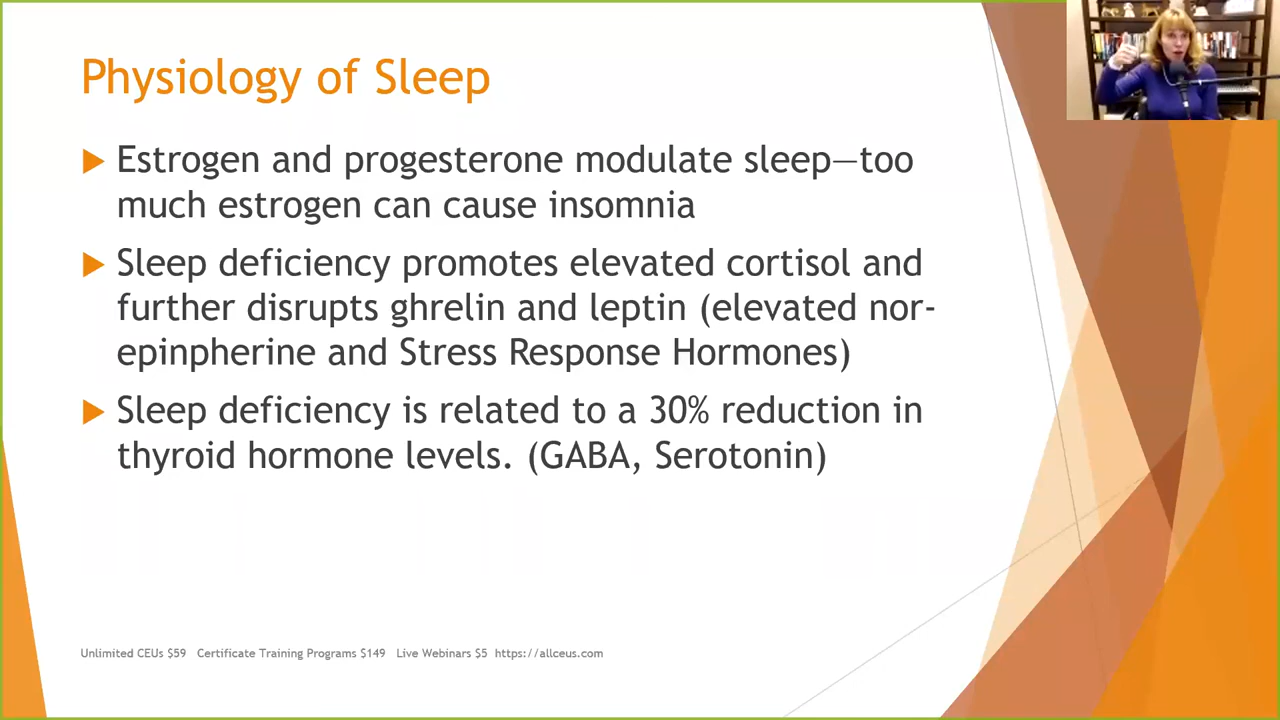 Physiology of Sleep
Estrogen and progesterone modulate sleep—too
much estrogen can cause insomnia
Sleep deficiency promotes elevated cortisol and
further disrupts ghrelin and leptin (elevated nor-
epinpherine and Stress Response Hormones)
Sleep deficiency is related to a 30% reduction in
thyroid hormone levels. (GABA, Serotonin)
Unlimited CEUs $59 Certificate Training Programs $149 Live Webinars $5 https://allceus.com